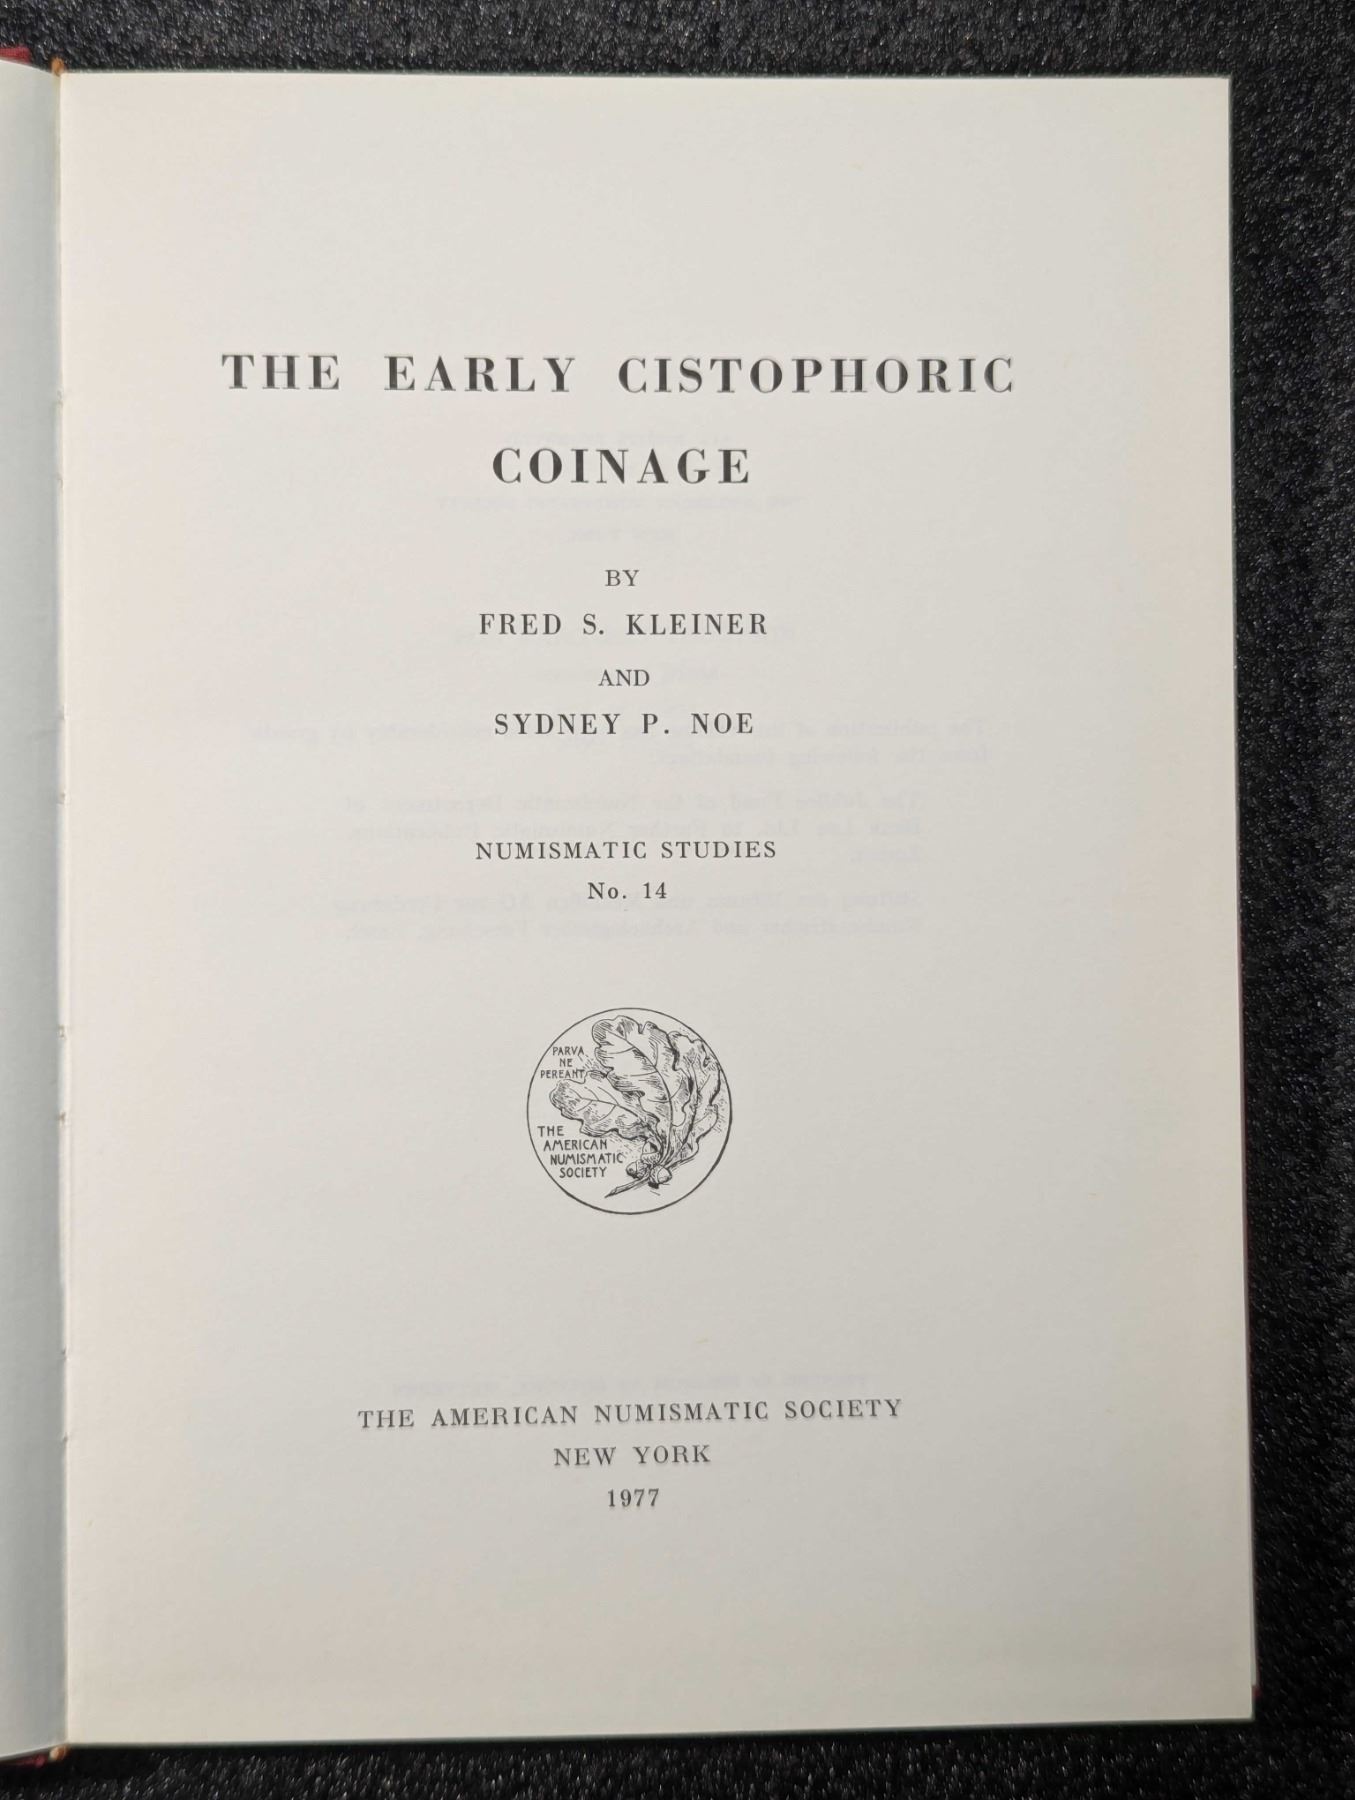 THE EARLY CISTOPHORIC
COINAGE
BY
FRED S. KLEINER
AND
SYDNEY P. NOE
NUMISMATIC STUDIES
No. 14
PARVA
NE
PEREANT
THE
AMERICAN
NUMISMATIC
SOCIETY
THE AMERICAN NUMISMATIC SOCIETY
NEW YORK
1977